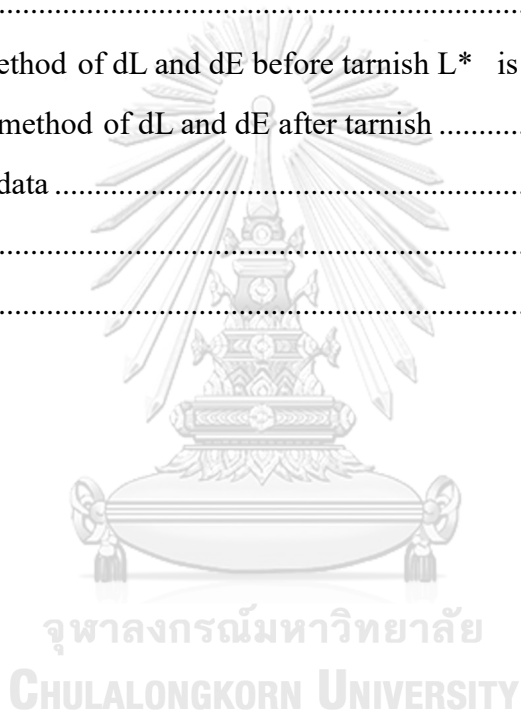 ................................................................
ethod of dL and dE before tarnish L* is
method of dL and dE after tarnish ..........
data ......................................................
................................................................
................................................................
จุฬาลงกรณ์มหาวิทยาลัย
CHULALONGKORN UNIVERSITY